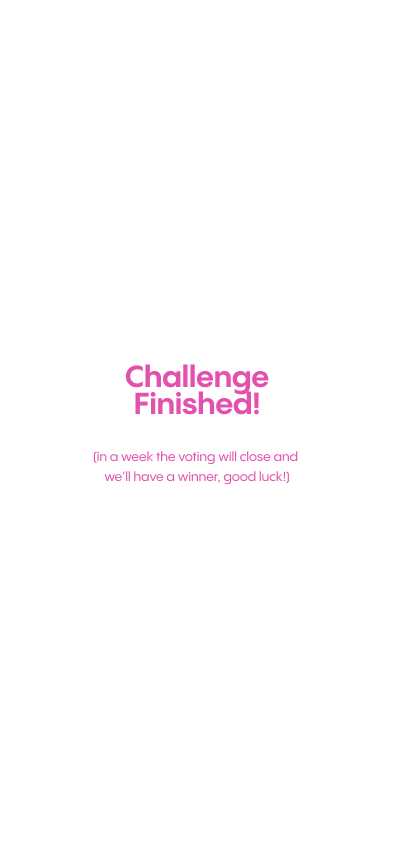 Challenge
Finished!
(in a week the voting will close and
we'll have a winner, good luck!)